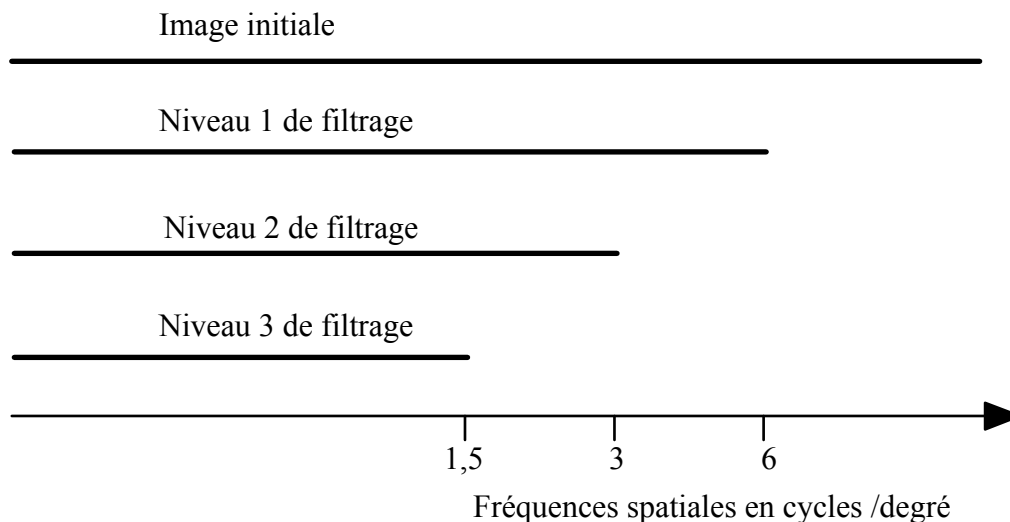 Image initiale
Niveau 1 de filtrage
Niveau 2 de filtrage
Niveau 3 de filtrage
1,5 3 6
Fréquences spatiales en cycles /degré